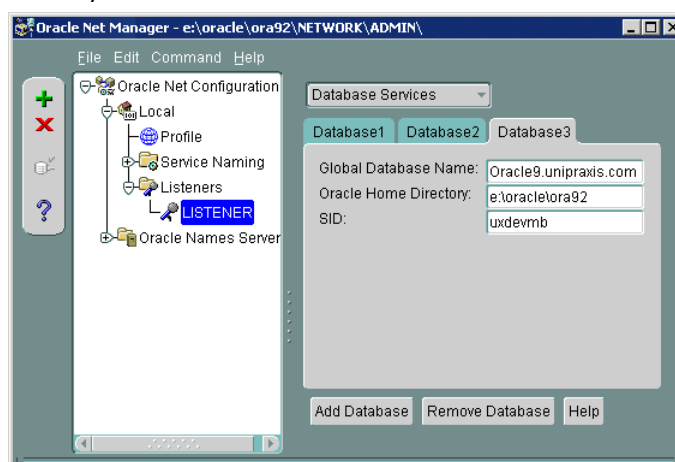 Oracle Net Manager - e:\oracle\ora92\NETWORK\ADMIN\
File Edit Command Help
Oracle Net Configuration
Local
Profile
Service Naming
Listeners
LISTENER
Oracle Names Server
Database Services
Database1 Database2 Database3
Global Database Name: Oracle9.unipraxis.com
Oracle Home Directory: e:\oracle\ora92
SID: uxdevmb
Add Database Remove Database Help